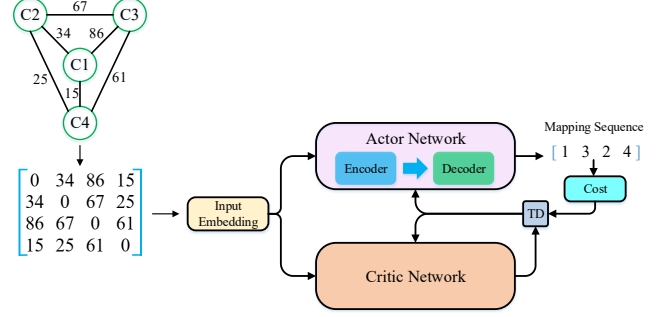 C2 67 C3
34 86
C1
25 15 61
C4
0 34 86 15
34 0 67 25
86 67 0 61
15 25 61 0
Input
Embedding
Actor Network
Encoder
Decoder
Critic Network
Mapping Sequence
[ 1 3 2 4 ]
Cost
TD